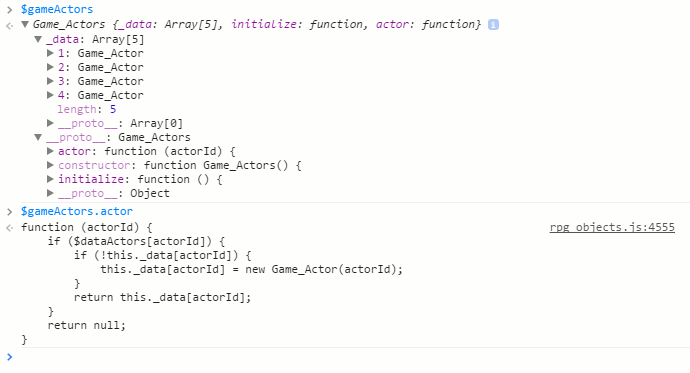 $gameActors
Game_Actors {_data: Array[5], initialize: function, actor: function} i
_data: Array[5]
1: Game_Actor
2: Game_Actor
3: Game_Actor
4: Game_Actor
length: 5
__proto__: Array[0]
__proto__: Game_Actors
actor: function (actorId) {
constructor: function Game_Actors() {
initialize: function () {
__proto__: Object
$gameActors.actor
function (actorId) { rpg_objects.js:4555
    if ($dataActors[actorId]) {
        if (!this._data[actorId]) {
            this._data[actorId] = new Game_Actor(actorId);
        }
        return this._data[actorId];
    }
    return null;
}